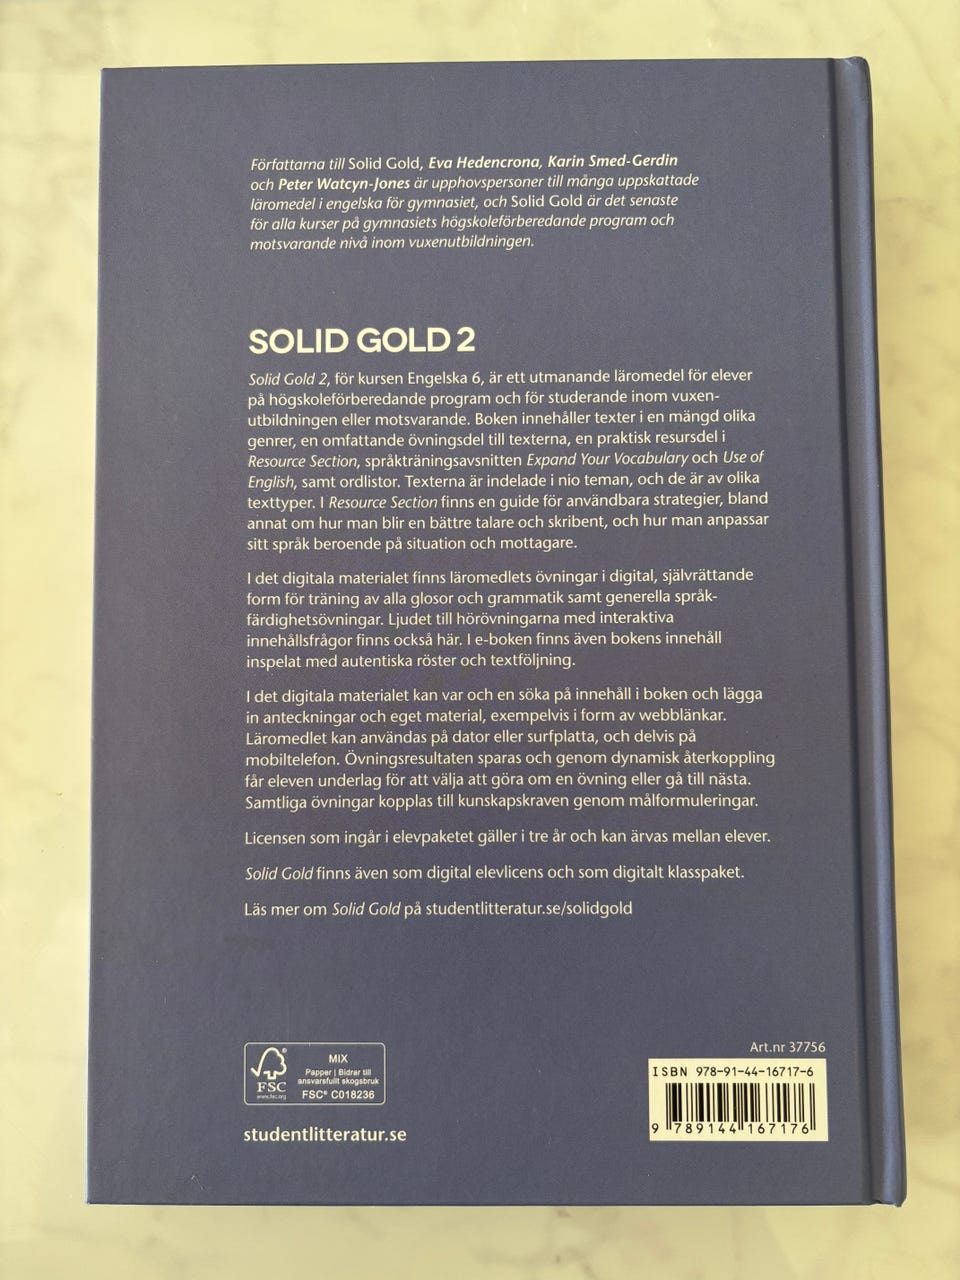 Författarna till Solid Gold, Eva Hedencrona, Karin Smed-Gerdin
och Peter Watcyn-Jones är upphovspersoner till många uppskattade
läromedel i engelska för gymnasiet, och Solid Gold är det senaste
för alla kurser på gymnasiets högskoleförberedande program och
motsvarande nivå inom vuxenutbildningen.
SOLID GOLD 2
Solid Gold 2, för kursen Engelska 6, är ett utmanande läromedel för elever
på högskoleförberedande program och för studerande inom vuxen-
utbildningen eller motsvarande. Boken innehåller texter i en mängd olika
genrer, en omfattande övningsdel till texterna, en praktisk resursdel i
Resource Section, språkträningsavsnitten Expand Your Vocabulary och Use of
English, samt ordlistor. Texterna är indelade i nio teman, och de är av olika
texttyper. I Resource Section finns en guide för användbara strategier, bland
annat om hur man blir en bättre talare och skribent, och hur man anpassar
sitt språk beroende på situation och mottagare.
I det digitala materialet finns läromedlets övningar i digital, självrättande
form för träning av alla glosor och grammatik samt generella språk-
färdighetsövningar. Ljudet till hörövningarna med interaktiva
innehållsfrågor finns också här. I e-boken finns även bokens innehåll
inspelat med autentiska röster och textföljning.
I det digitala materialet kan var och en söka på innehåll i boken och lägga
in anteckningar och eget material, exempelvis i form av webblänkar.
Läromedlet kan användas på dator eller surfplatta, och delvis på
mobiltelefon. Övningsresultaten sparas och genom dynamisk återkoppling
får eleven underlag för att välja att göra om en övning eller gå till nästa.
Samtliga övningar kopplas till kunskapskraven genom målformuleringar.
Licensen som ingår i elevpaketet gäller i tre år och kan ärvas mellan elever.
Solid Gold finns även som digital elevlicens och som digitalt klasspaket.
Läs mer om Solid Gold på studentlitteratur.se/solidgold
FSC®
www.fsc.org
MIX
Papper | Bidrar till
ansvarsfullt skogsbruk
FSC® C018236
studentlitteratur.se
Art.nr 37756
ISBN 978-91-44-16717-6
9 789144 167176